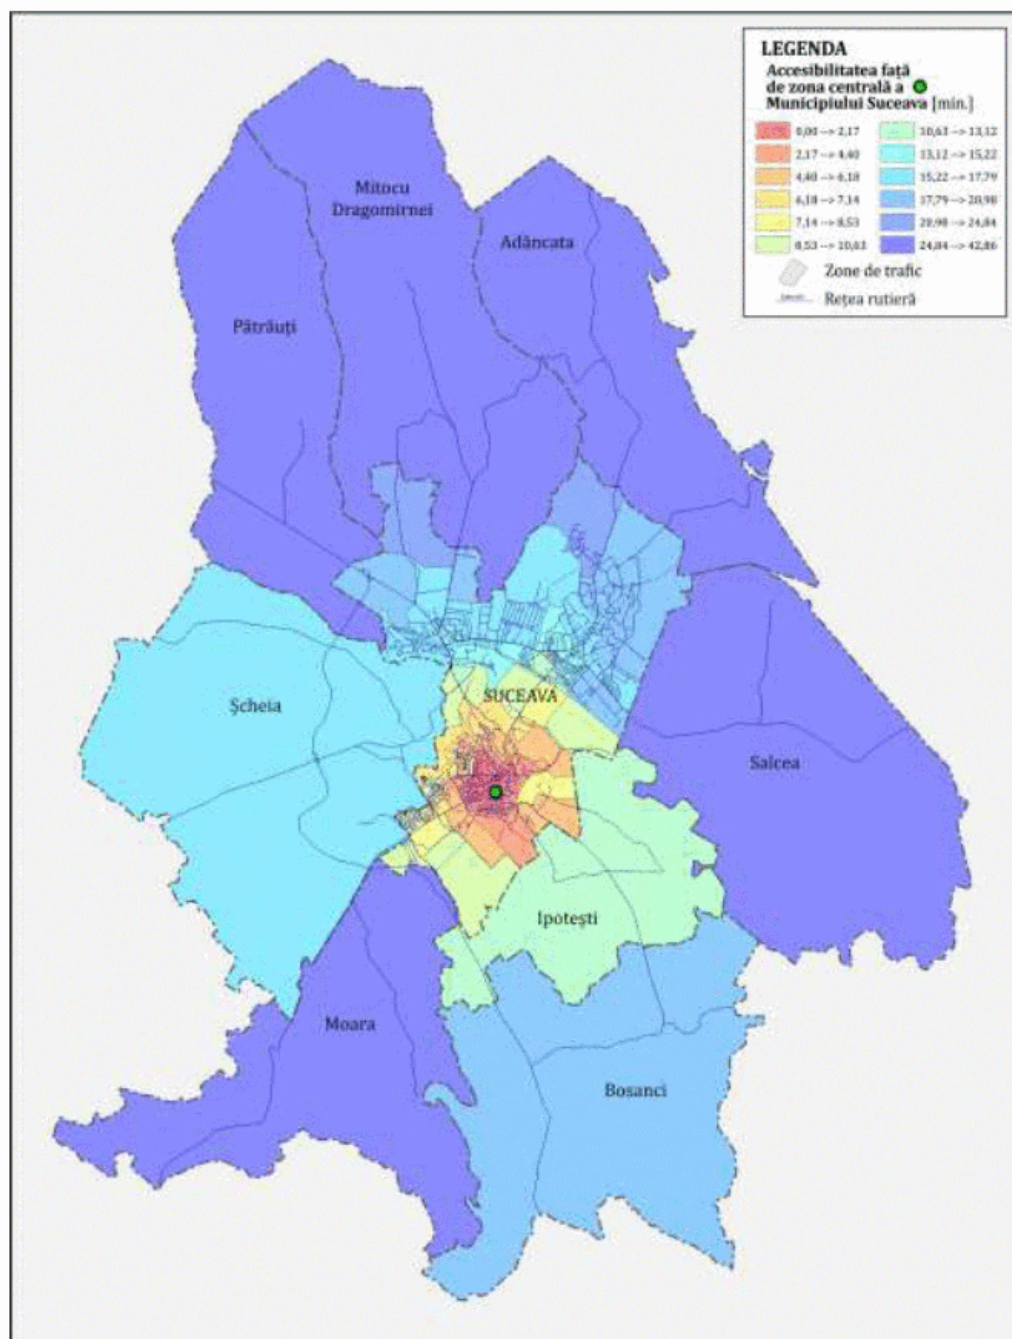 LEGENDA
Accesibilitatea față
de zona centrală a
Municipiului Suceava [min.]
0,00 --> 2,17
2,17 --> 4,40
4,40 --> 6,18
6,18 --> 7,14
7,14 --> 8,53
8,53 --> 10,63
10,63 --> 13,12
13,12 --> 15,22
15,22 --> 17,79
17,79 --> 20,98
20,98 --> 24,84
24,84 --> 42,86
Zone de trafic
Rețea rutieră
Mitocu
Dragomirnei
Adâncata
Pătrăuți
SUCEAVA
Șcheia
Salcea
Ipotești
Moara
Bosanci